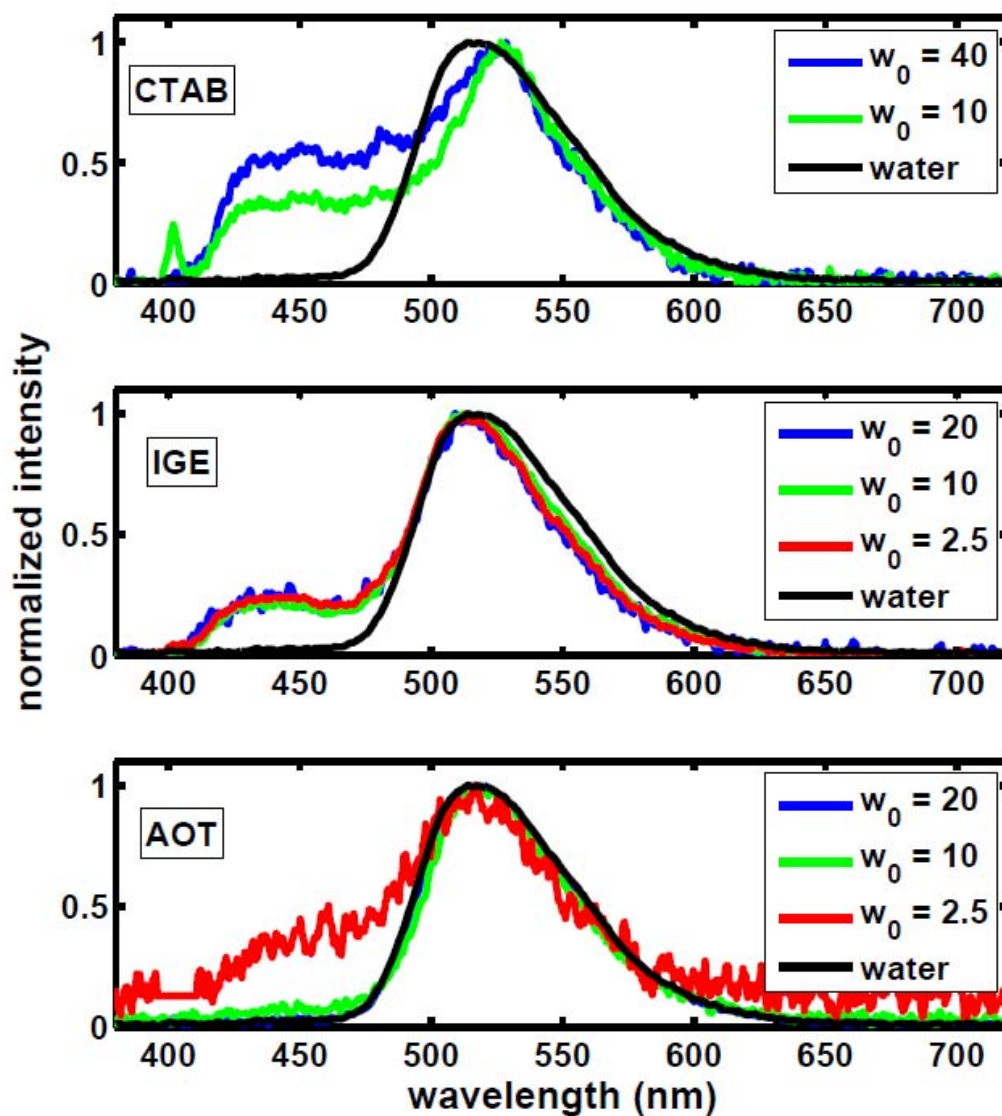 CTAB
w0 = 40
w0 = 10
water
1
0.5
0
400 450 500 550 600 650 700
normalized intensity
IGE
w0 = 20
w0 = 10
w0 = 2.5
water
1
0.5
0
400 450 500 550 600 650 700
AOT
w0 = 20
w0 = 10
w0 = 2.5
water
1
0.5
0
400 450 500 550 600 650 700
wavelength (nm)